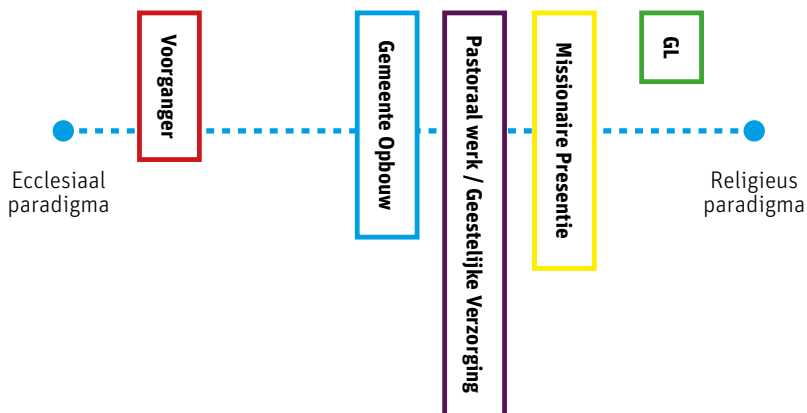 Voorganger
Gemeente Opbouw
Pastoraal werk / Geestelijke Verzorging
Missionaire Presentie
GL
Ecclesiaal
paradigma
Religieus
paradigma